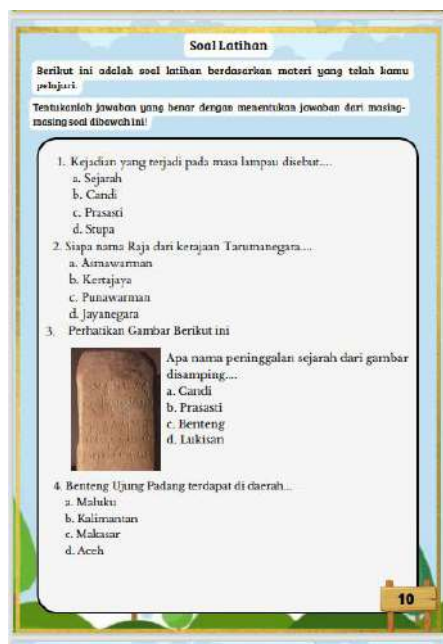 Soal Latihan
Berikut ini adalah soal latihan berdasarkan materi yang telah kamu
pelajari.
Tentukanlah jawaban yang benar dengan menentukan jawaban dari masing-
masing soal dibawah ini!
1. Kejadian yang terjadi pada masa lampau disebut....
a. Sejarah
b. Candi
c. Prasasti
d. Stupa
2. Siapa nama Raja dari kerajaan Tarumanegara....
a. Asmawarman
b. Kertajaya
c. Punawarman
d. Jayanegara
3. Perhatikan Gambar Berikut ini
Apa nama peninggalan sejarah dari gambar
disamping....
a. Candi
b. Prasasti
c. Benteng
d. Lukisan
4. Benteng Ujung Padang terdapat di daerah...
a. Maluku
b. Kalimantan
c. Makasar
d. Aceh
10